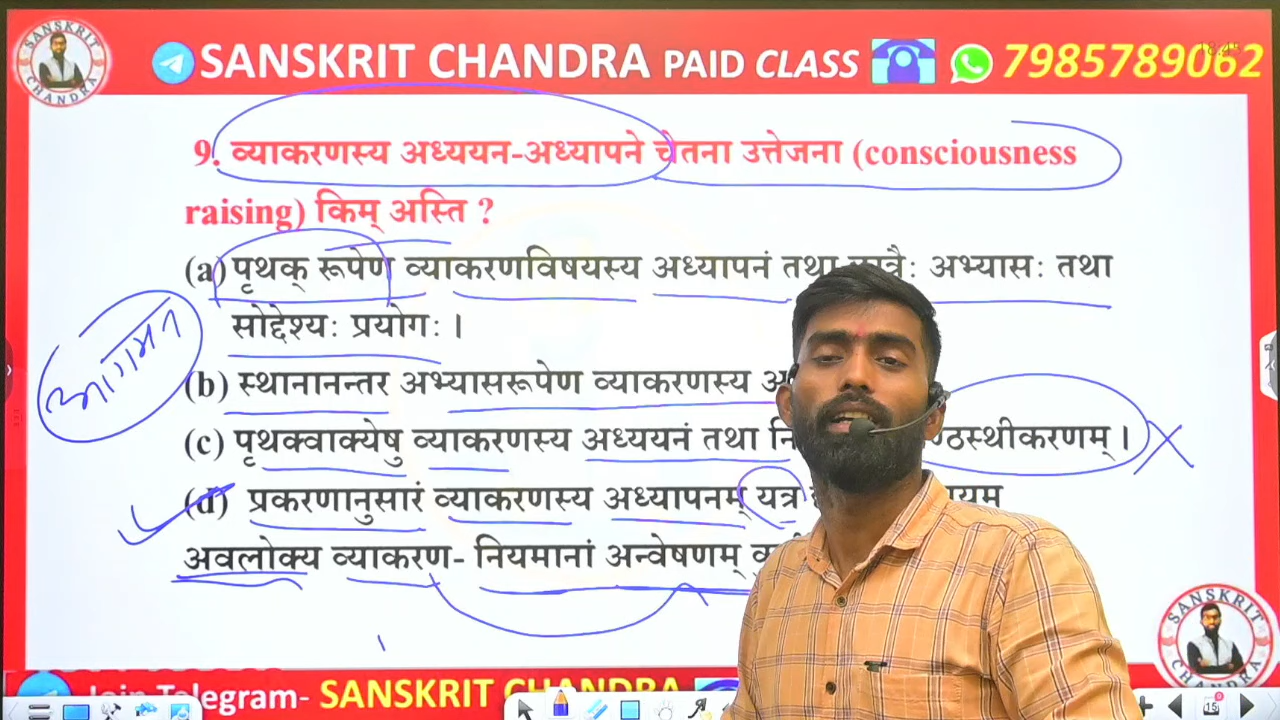 SANSKRIT CHANDRA
SANSKRIT CHANDRA PAID CLASS 7985789062
9. व्याकरणस्य अध्ययन-अध्यापने चेतना उत्तेजना (consciousness
raising) किम् अस्ति ?
(a) पृथक् रूपेण व्याकरणविषयस्य अध्यापनं तथा अभ्यासः तथा
सोद्देश्यः प्रयोगः ।
आगमन
(b) स्थानानन्तर अभ्यासरूपेण व्याकरणस्य
(c) पृथक्वाक्येषु व्याकरणस्य अध्ययनं तथा
(d) प्रकरणानुसारं व्याकरणस्य अध्यापनम् यत्र
अवलोक्य व्याकरण- नियमानां अन्वेषणम्
SANSKRIT CHANDRA
Join Telegram- SANSKRIT CHANDRA
15